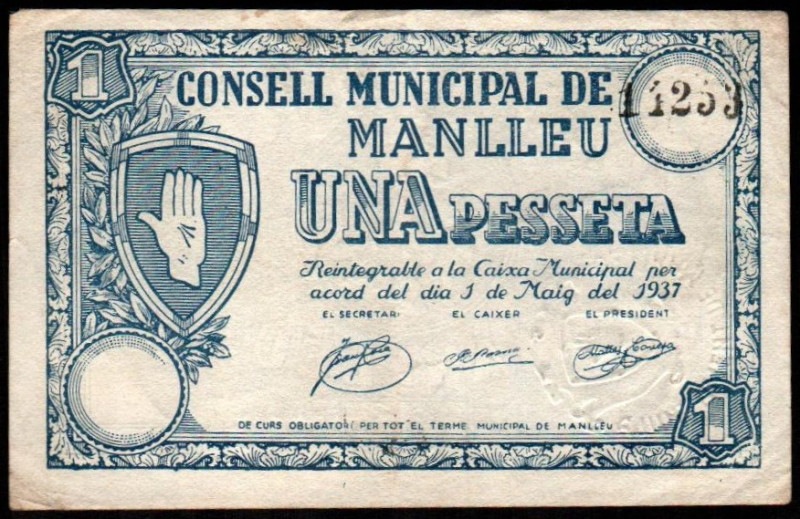 1
CONSELL MUNICIPAL DE
14253
MANLLEU
UNA PESSETA
Reintegrable a la Caixa Municipal per
acord del dia 1 de Maig del 1937
EL SECRETARI EL CAIXER EL PRESIDENT
DE CURS OBLIGATORI PER TOT EL TERME MUNICIPAL DE MANLLEU
1